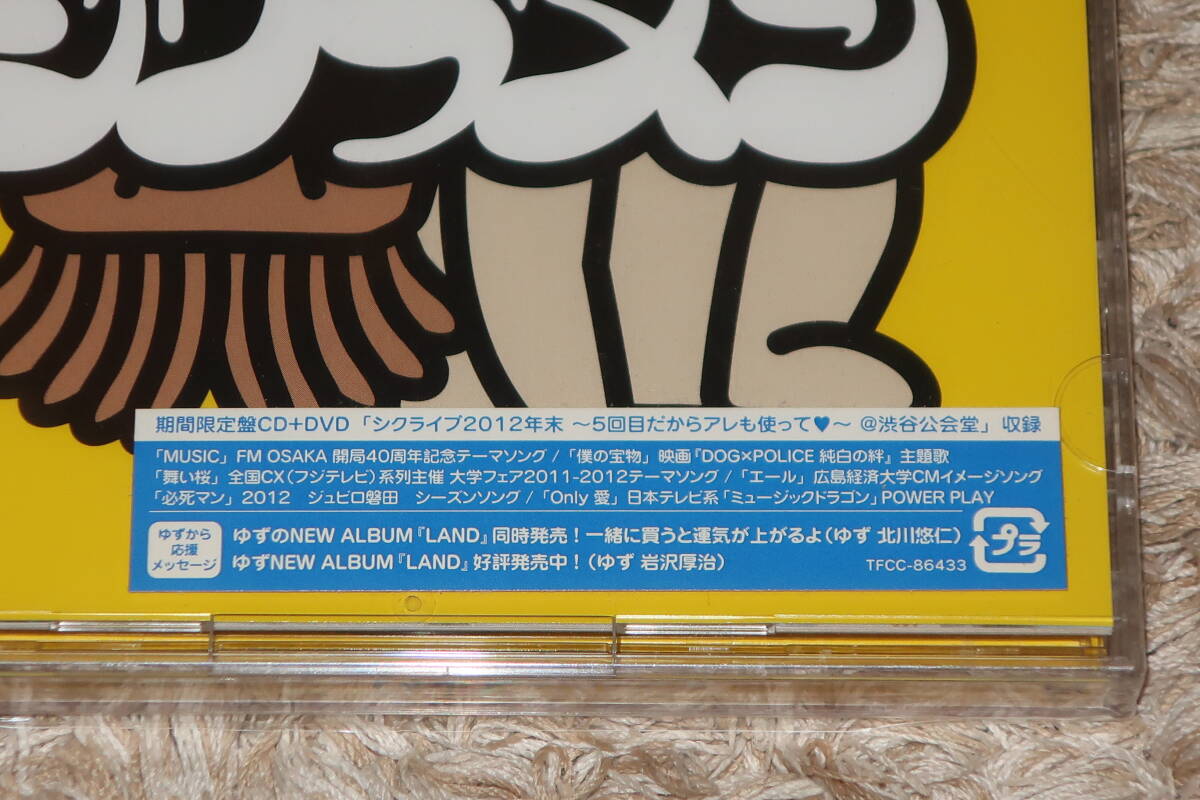 期間限定盤CD+DVD「シクライブ2012年末 ～5回目だからアレも使って♥～ @渋谷公会堂」収録
「MUSIC」FM OSAKA 開局40周年記念テーマソング /「僕の宝物」映画『DOG×POLICE 純白の絆』主題歌
「舞い桜」全国CX(フジテレビ)系列主催 大学フェア2011-2012テーマソング /「エール」広島経済大学CMイメージソング
「必死マン」2012 ジュビロ磐田 シーズンソング /「Only 愛」日本テレビ系「ミュージックドラゴン」POWER PLAY
ゆずから
応援
メッセージ
ゆずのNEW ALBUM『LAND』同時発売!一緒に買うと運気が上がるよ(ゆず 北川悠仁)
ゆずNEW ALBUM『LAND』好評発売中!(ゆず 岩沢厚治)
プラ
TFCC-86433